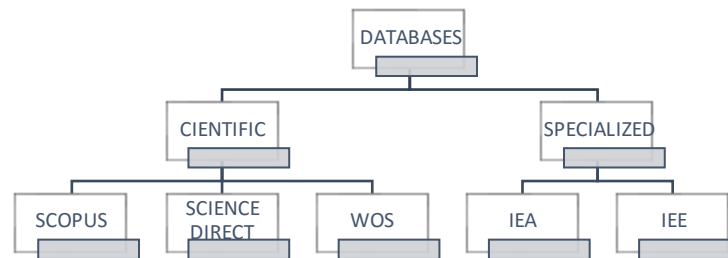 DATABASES
CIENTIFIC
SPECIALIZED
SCOPUS
SCIENCE
DIRECT
WOS
IEA
IEE